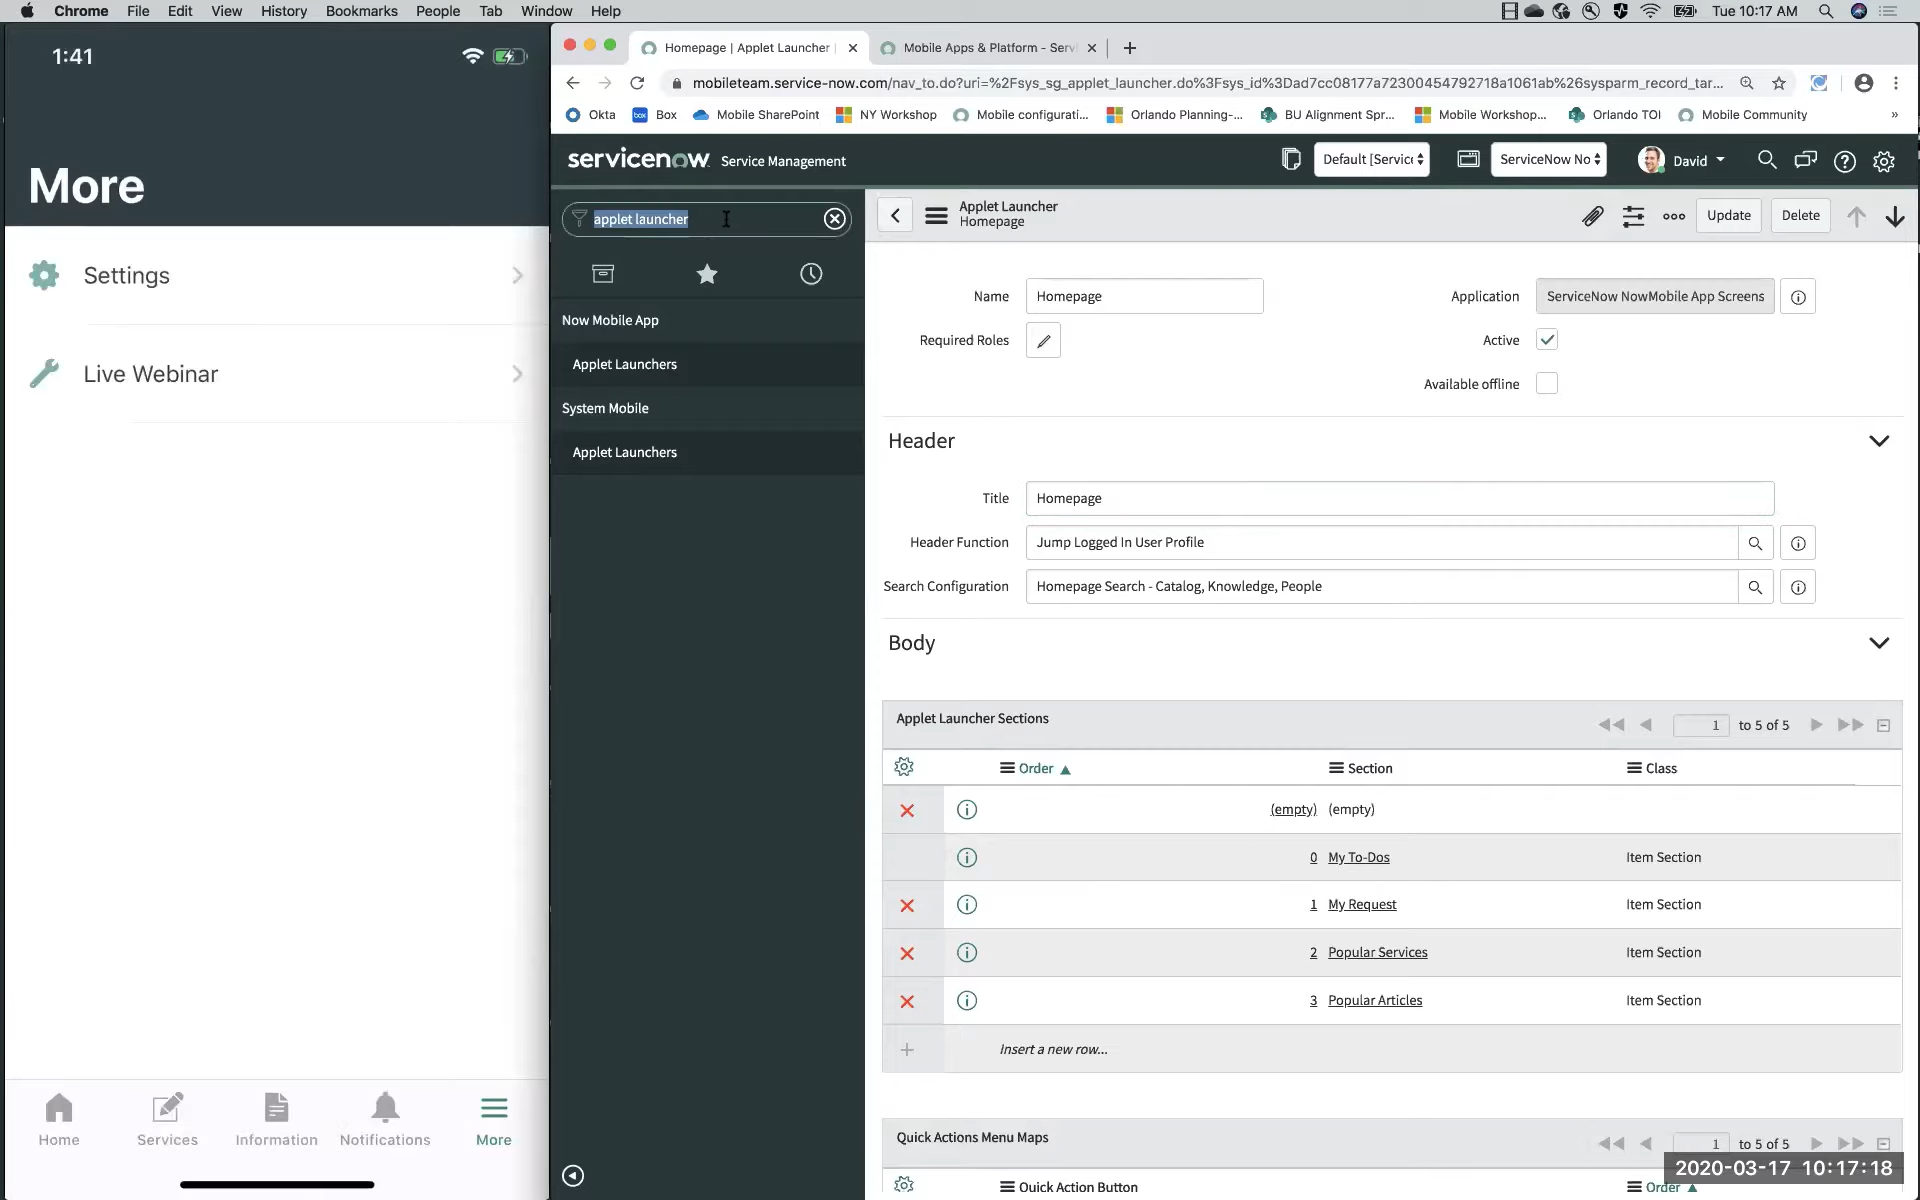 Chrome File Edit View History Bookmarks People Tab Window Help
Tue 10:17 AM
1:41
More
Settings
Live Webinar
Home
Services
Information
Notifications
More
Homepage | Applet Launcher
Mobile Apps & Platform - Serv
mobileteam.service-now.com/nav_to.do?uri=%2Fsys_sg_applet_launcher.do%3Fsys_id%3Dad7cc08177a72300454792718a1061ab%26sysparm_record_tar...
Okta
box Box
Mobile SharePoint
NY Workshop
Mobile configurati...
Orlando Planning-...
BU Alignment Spr...
Mobile Workshop...
Orlando TOI
Mobile Community
»
servicenow Service Management
Default [Servic
ServiceNow No
David
applet launcher
Now Mobile App
Applet Launchers
System Mobile
Applet Launchers
Applet Launcher
Homepage
Update
Delete
Name Homepage
Application ServiceNow NowMobile App Screens
Required Roles
Active
Available offline
Header
Title Homepage
Header Function Jump Logged In User Profile
Search Configuration Homepage Search - Catalog, Knowledge, People
Body
Applet Launcher Sections
1 to 5 of 5
Order Section Class
(empty) (empty)
0 My To-Dos Item Section
1 My Request Item Section
2 Popular Services Item Section
3 Popular Articles Item Section
Insert a new row...
Quick Actions Menu Maps
1 to 5 of 5
Quick Action Button
Order
2020-03-17 10:17:18